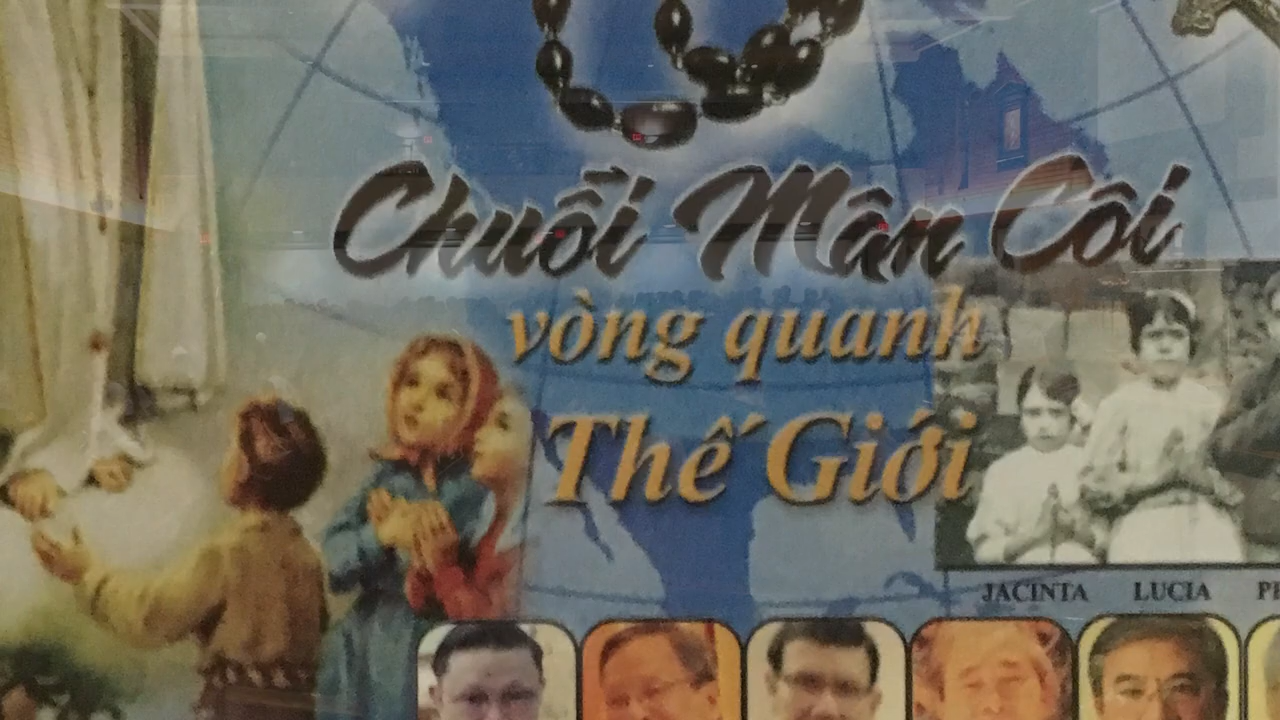 Chuỗi Mân Côi
vòng quanh
Thế Giới
JACINTA LUCIA